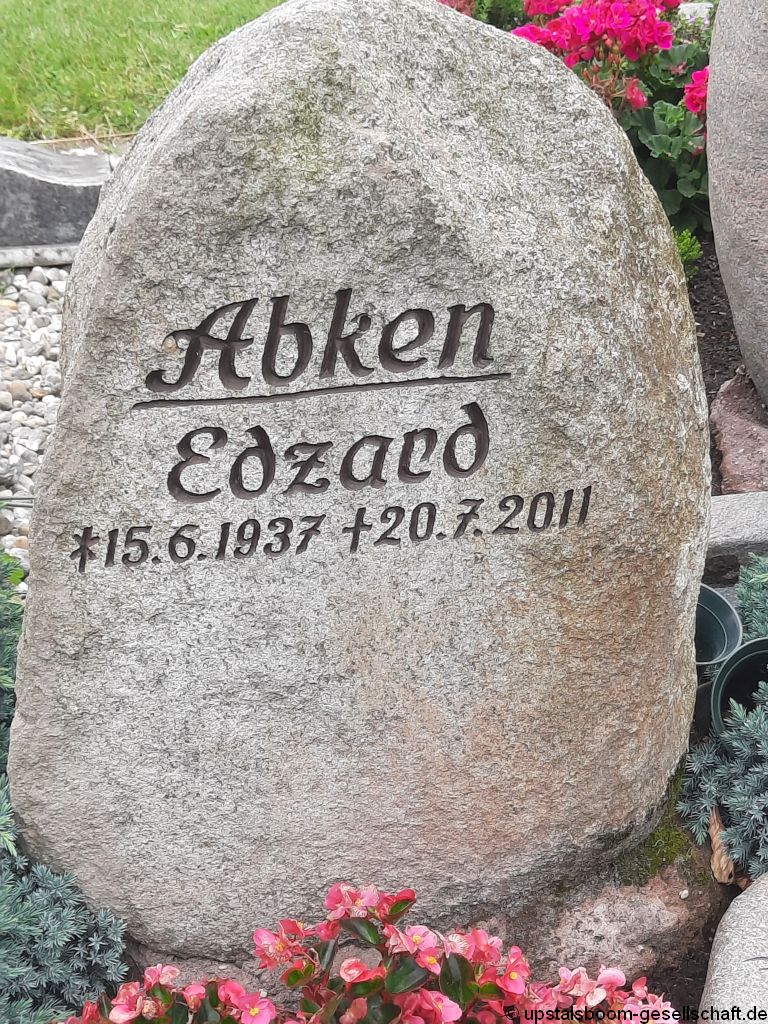 Abken
Edzard
*15.6.1937 †20.7.2011
© upstalsboom-gesellschaft.de